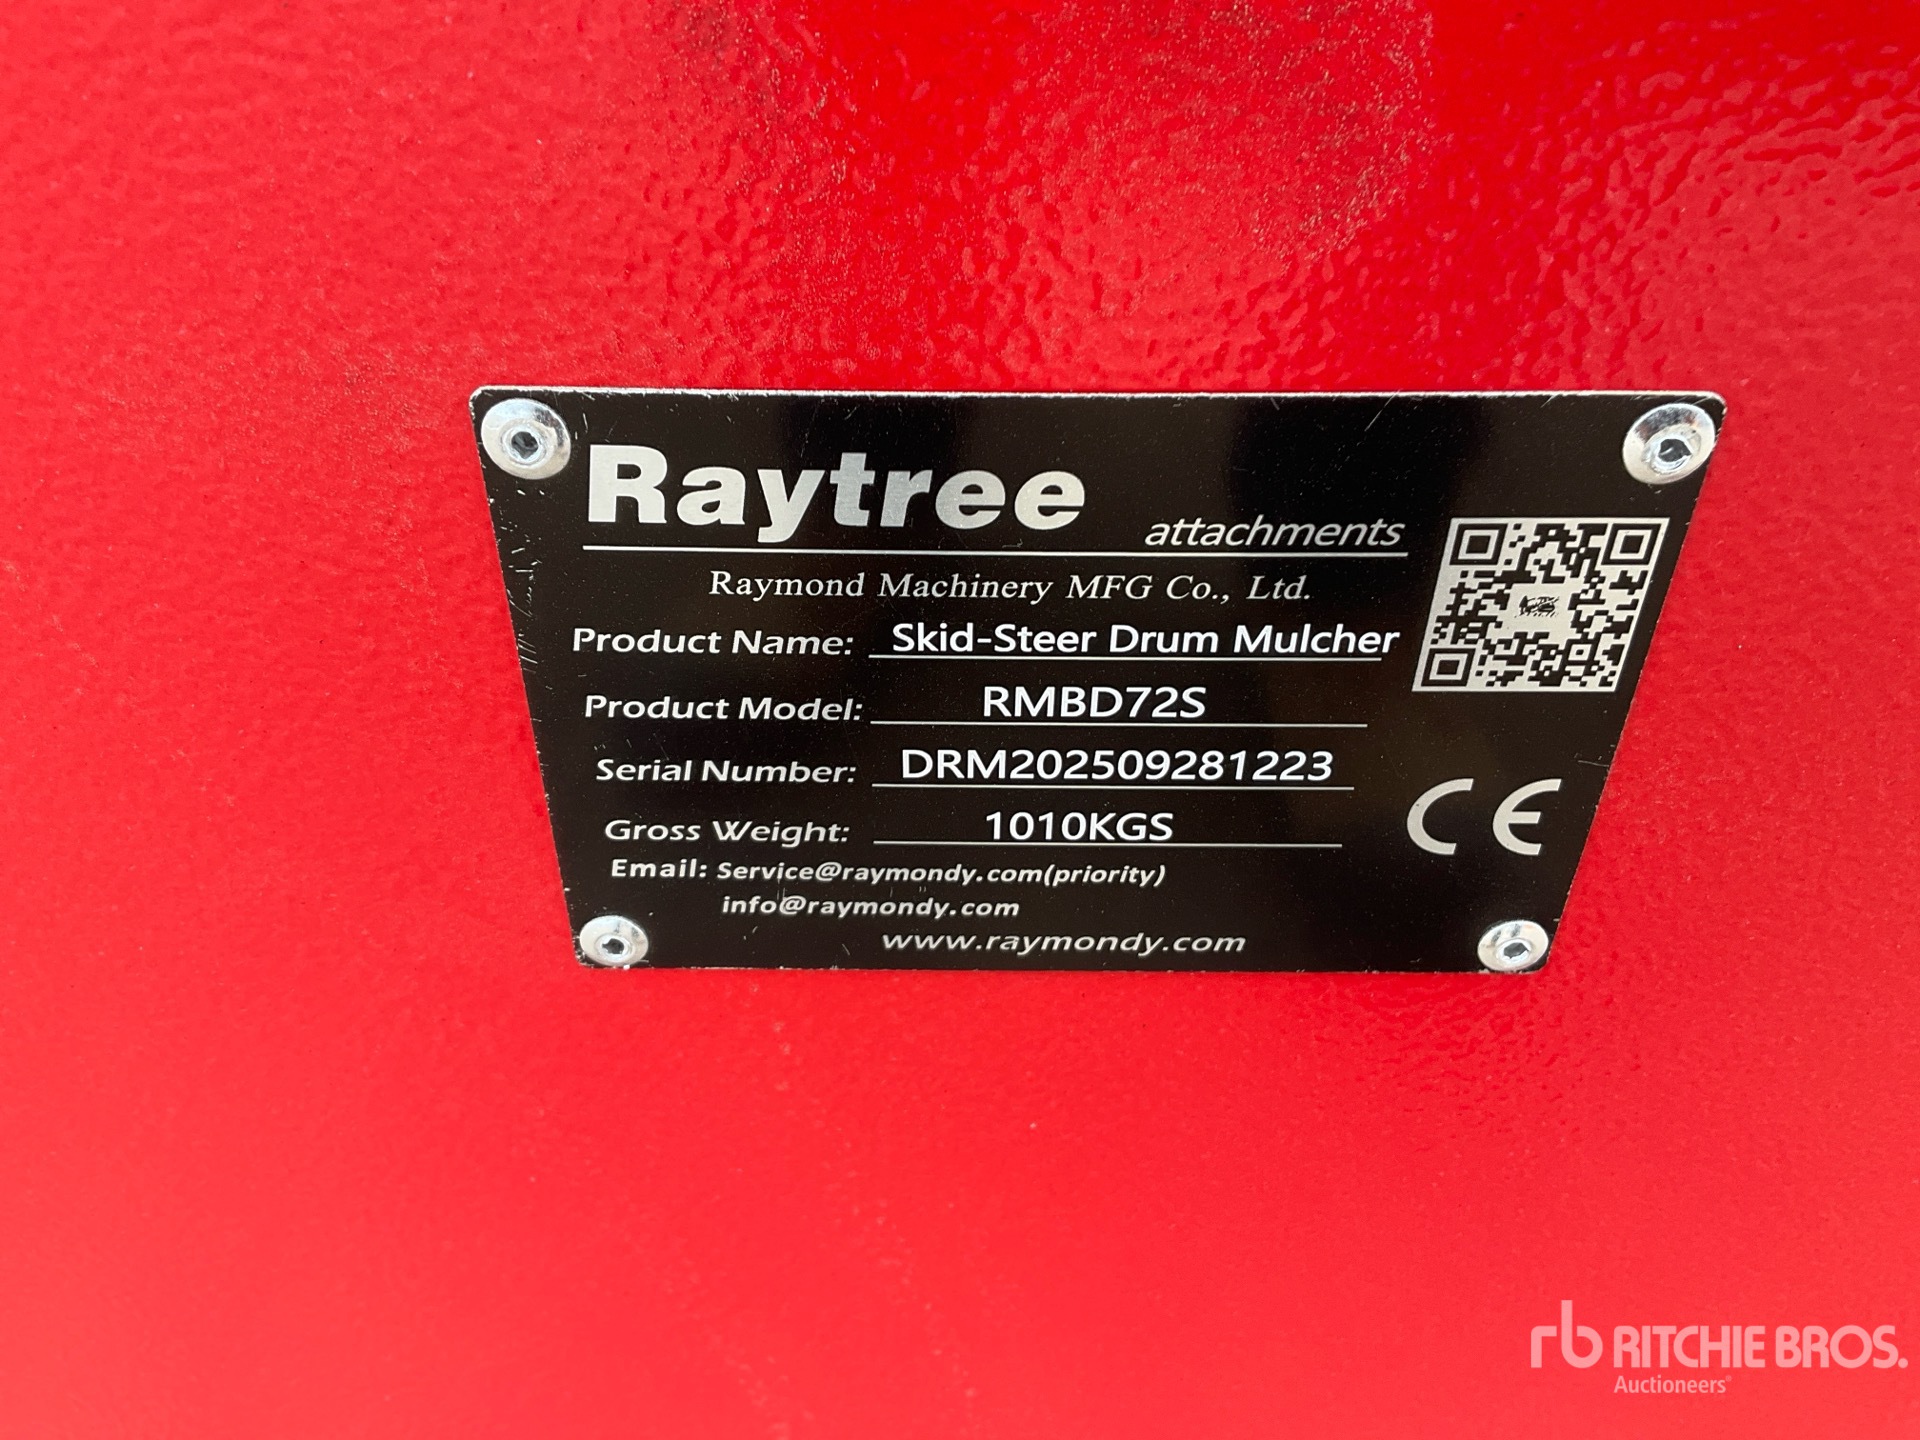 Raytree attachments
Raymond Machinery MFG Co., Ltd.
Product Name: Skid-Steer Drum Mulcher
Product Model: RMBD72S
Serial Number: DRM202509281223
Gross Weight: 1010KGS
Email: Service@raymondy.com(priority)
info@raymondy.com
www.raymondy.com
CE
rb RITCHIE BROS.
Auctioneers®